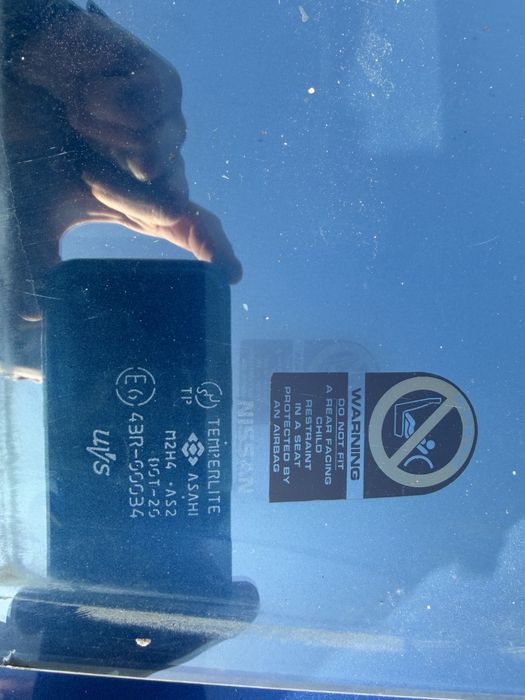 TEMPERLITE
ASAHI
TP
M2H4 · AS2
DOT-20
E6 43R-00034
NISSAN
WARNING
DO NOT FIT
A REAR FACING
CHILD
RESTRAINT
IN A SEAT
PROTECTED BY
AN AIRBAG